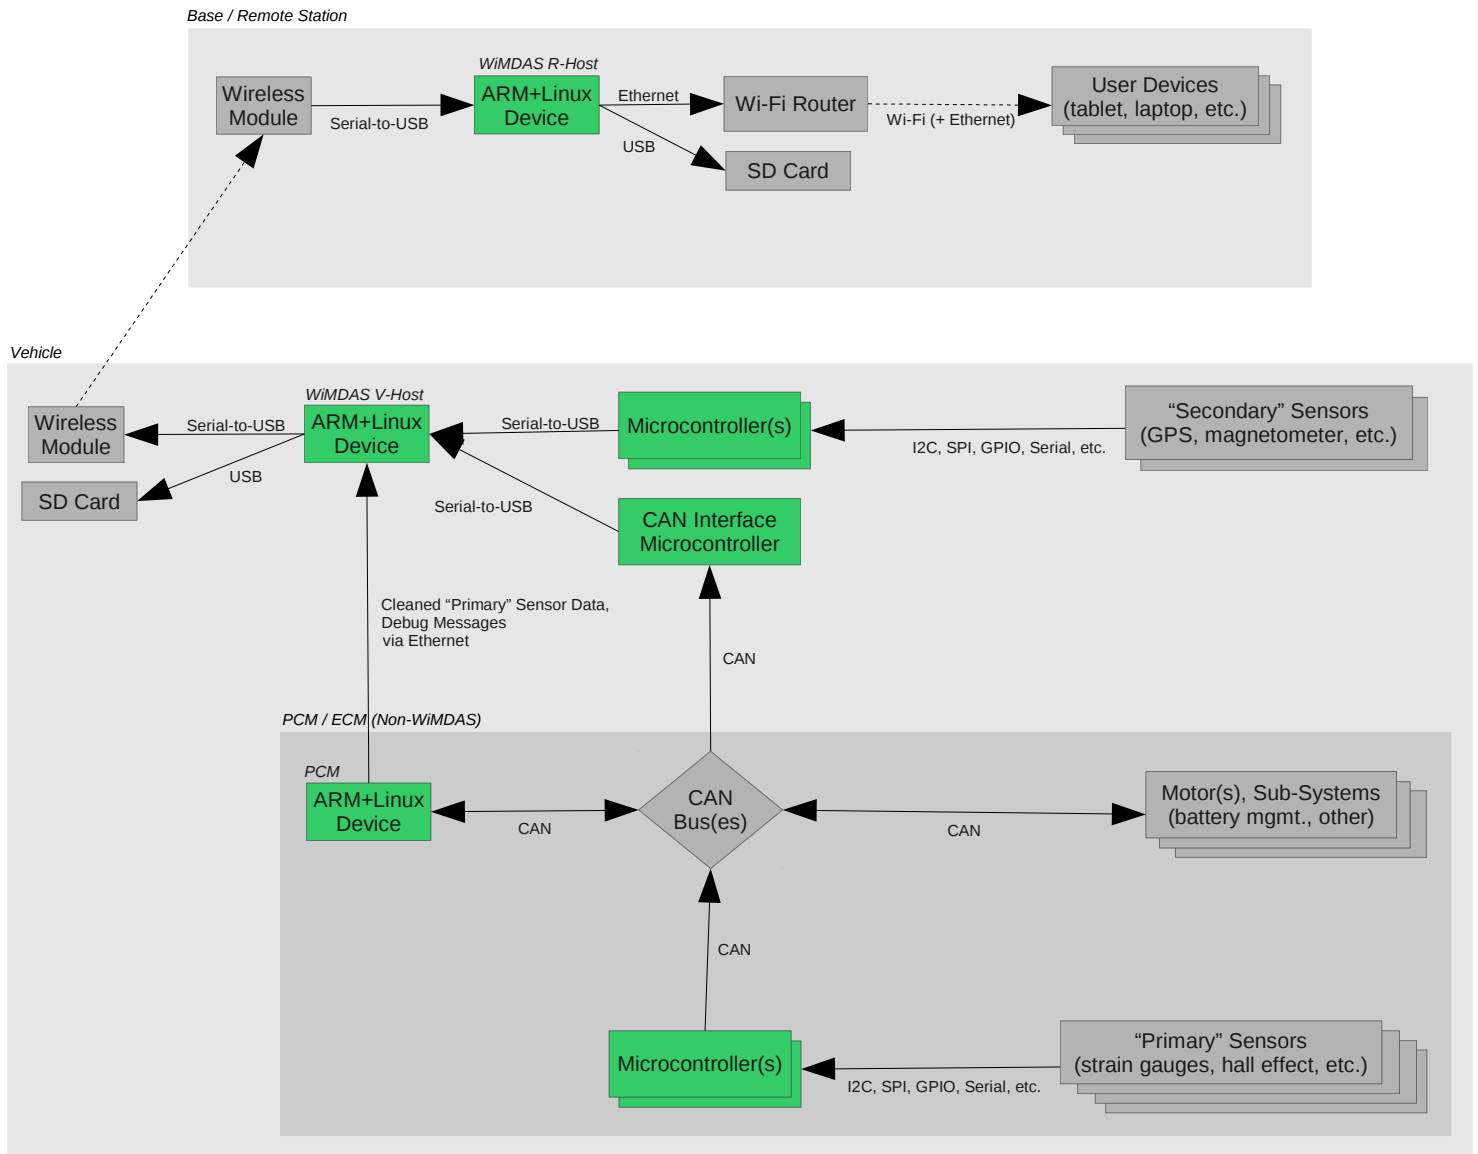 Base / Remote Station
WiMDAS R-Host
Wireless
Module
Serial-to-USB
ARM+Linux
Device
Ethernet
USB
Wi-Fi Router
SD Card
Wi-Fi (+ Ethernet)
User Devices
(tablet, laptop, etc.)
Vehicle
Wireless
Module
SD Card
Serial-to-USB
USB
WiMDAS V-Host
ARM+Linux
Device
Serial-to-USB
Serial-to-USB
Microcontroller(s)
I2C, SPI, GPIO, Serial, etc.
“Secondary” Sensors
(GPS, magnetometer, etc.)
CAN Interface
Microcontroller
Cleaned “Primary” Sensor Data,
Debug Messages
via Ethernet
CAN
PCM / ECM (Non-WiMDAS)
PCM
ARM+Linux
Device
CAN
CAN
Bus(es)
CAN
Motor(s), Sub-Systems
(battery mgmt., other)
CAN
Microcontroller(s)
I2C, SPI, GPIO, Serial, etc.
“Primary” Sensors
(strain gauges, hall effect, etc.)